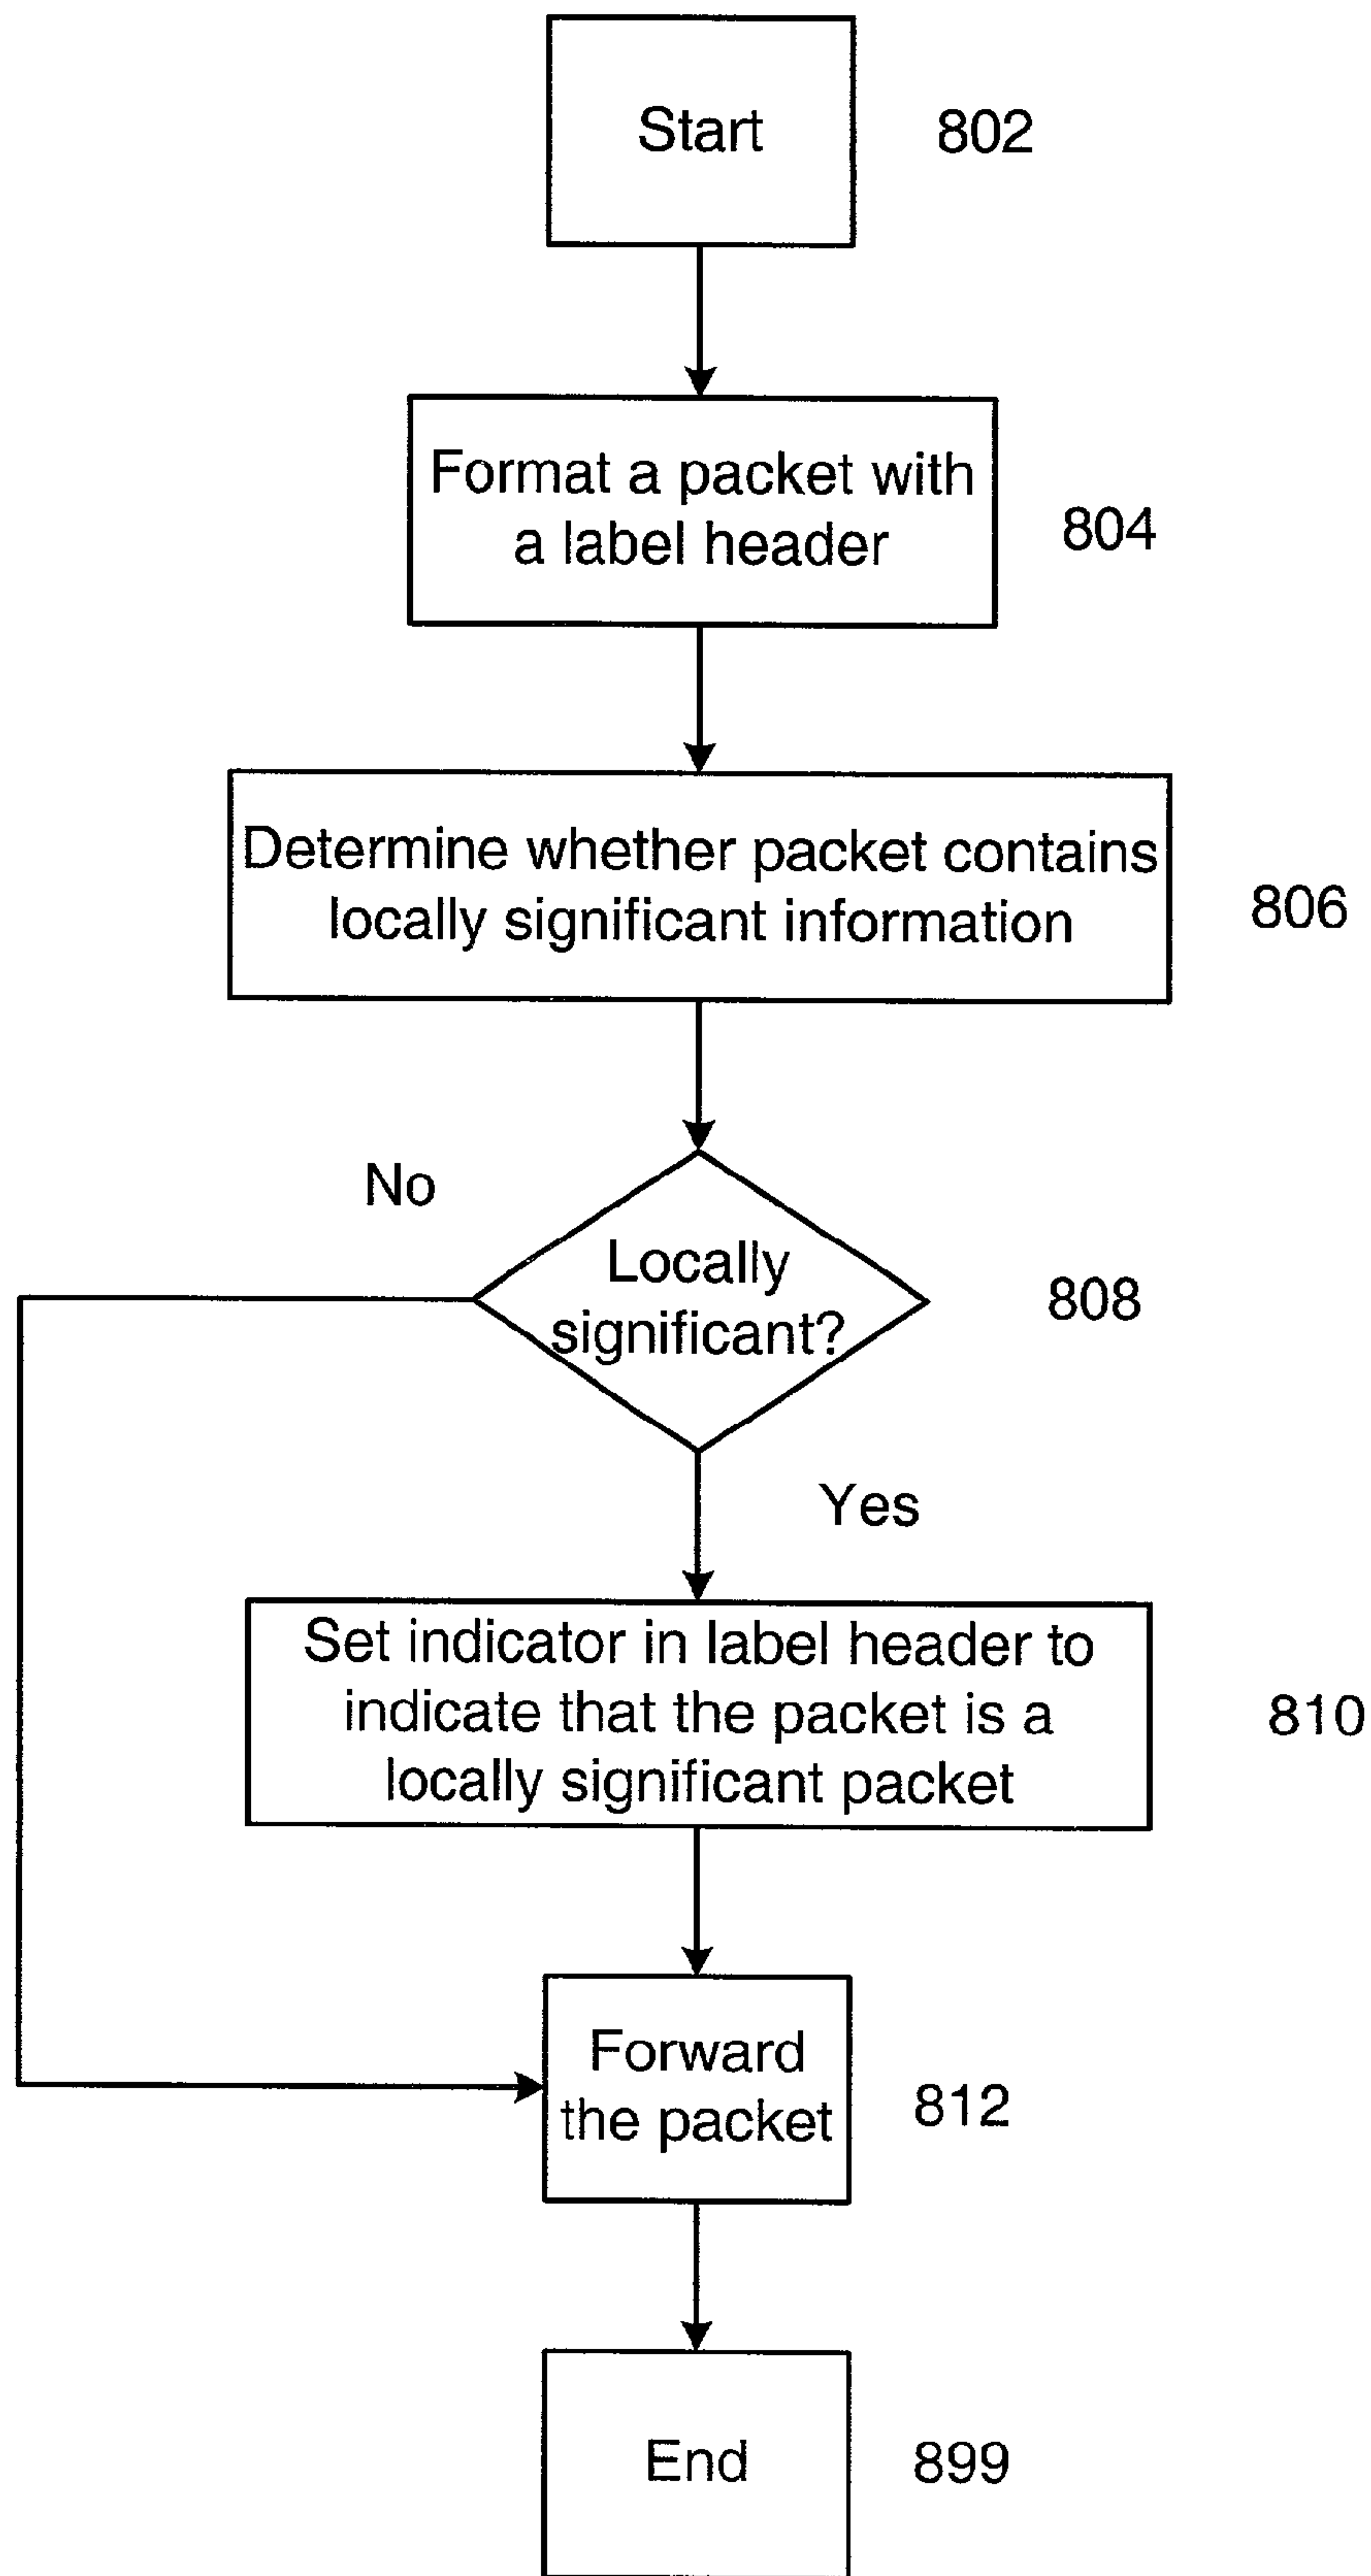 Start
802
Format a packet with
a label header
804
Determine whether packet contains
locally significant information
806
No
Locally
significant?
808
Yes
Set indicator in label header to
indicate that the packet is a
locally significant packet
810
Forward
the packet
812
End
899